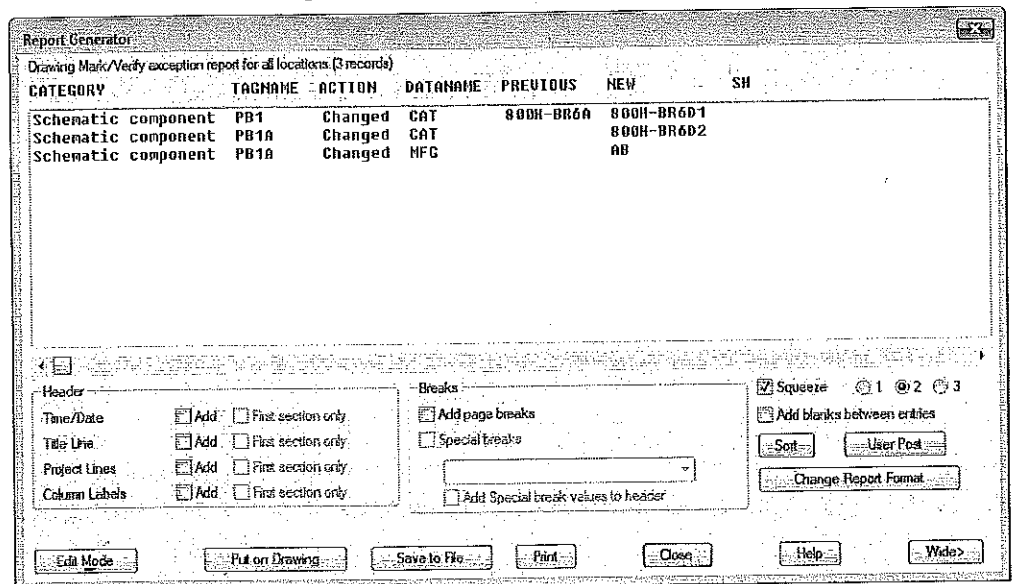 Report Generator
Drawing Mark/Verify exception report for all locations (3 records)
CATEGORY TAGNAME ACTION DATANAME PREVIOUS NEW SH
Schematic component PB1 Changed CAT 800H-BR6A 800H-BR6D1
Schematic component PB1A Changed CAT 800H-BR6D2
Schematic component PB1A Changed MFG AB
Header
Time/Date Add First section only
Title Line Add First section only
Project Lines Add First section only
Column Labels Add First section only
Breaks
Add page breaks
Special breaks
Add Special break values to header
Squeeze 1 2 3
Add blanks between entries
Sort User Post
Change Report Format
Edit Mode Put on Drawing Save to File Print Close Help Wide>